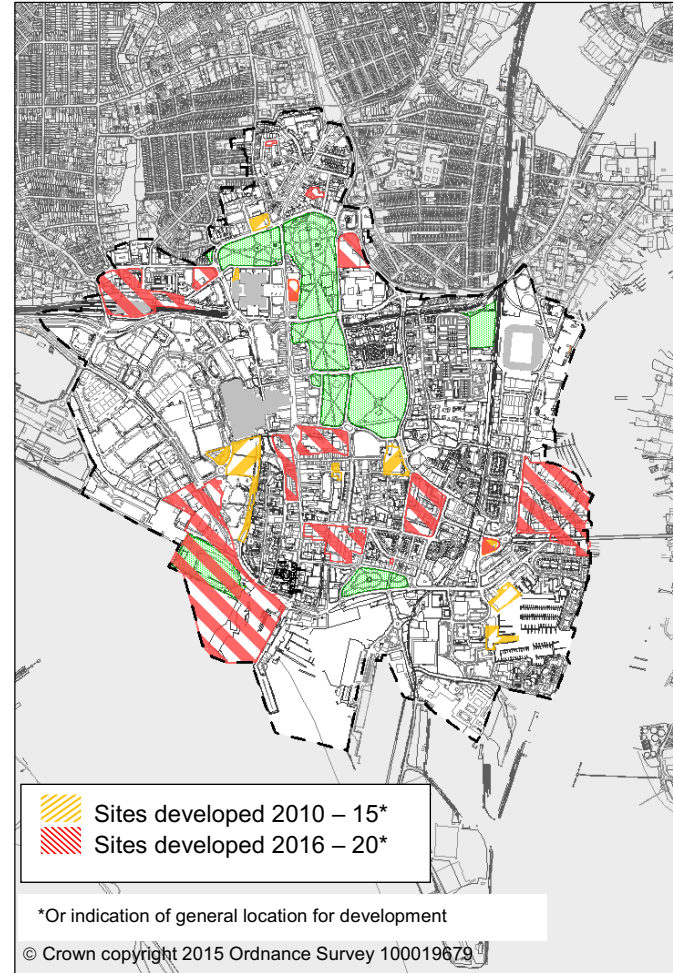 Sites developed 2010 – 15*
Sites developed 2016 – 20*
*Or indication of general location for development
© Crown copyright 2015 Ordnance Survey 100019679